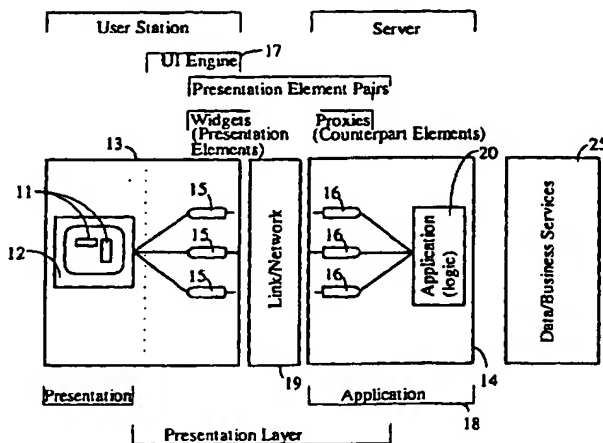 User Station
Server
UI Engine
17
Presentation Element Pairs
Widgets
(Presentation
Elements)
Proxies
(Counterpart Elements)
13
20
25
11
12
15
15
15
Link/Network
16
16
16
Application
(logic)
Data/Business Services
19
14
Presentation
Application
18
Presentation Layer